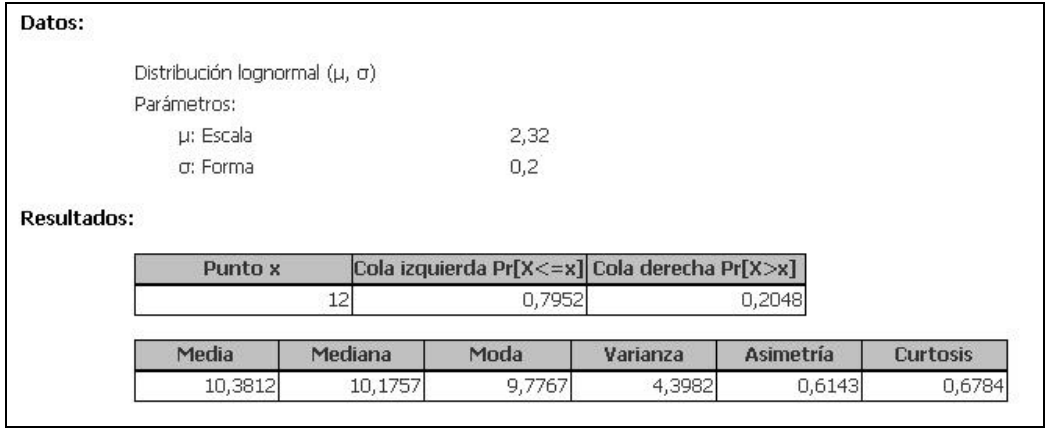 Datos:
Distribución lognormal (μ, σ)
Parámetros:
μ: Escala 2,32
σ: Forma 0,2
Resultados:
Punto x Cola izquierda Pr[X<=x] Cola derecha Pr[X>x]
12 0,7952 0,2048
Media Mediana Moda Varianza Asimetría Curtosis
10,3812 10,1757 9,7767 4,3982 0,6143 0,6784